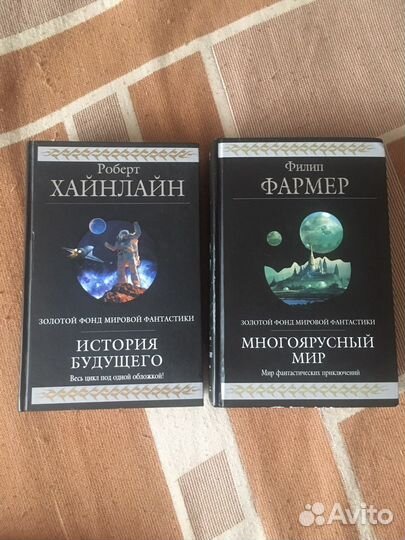 Роберт
ХАЙНЛАЙН
ЗОЛОТОЙ ФОНД МИРОВОЙ ФАНТАСТИКИ
ИСТОРИЯ
БУДУЩЕГО
Весь цикл под одной обложкой!
Филип
ФАРМЕР
ЗОЛОТОЙ ФОНД МИРОВОЙ ФАНТАСТИКИ
МНОГОЯРУСНЫЙ
МИР
Мир фантастических приключений
Avito